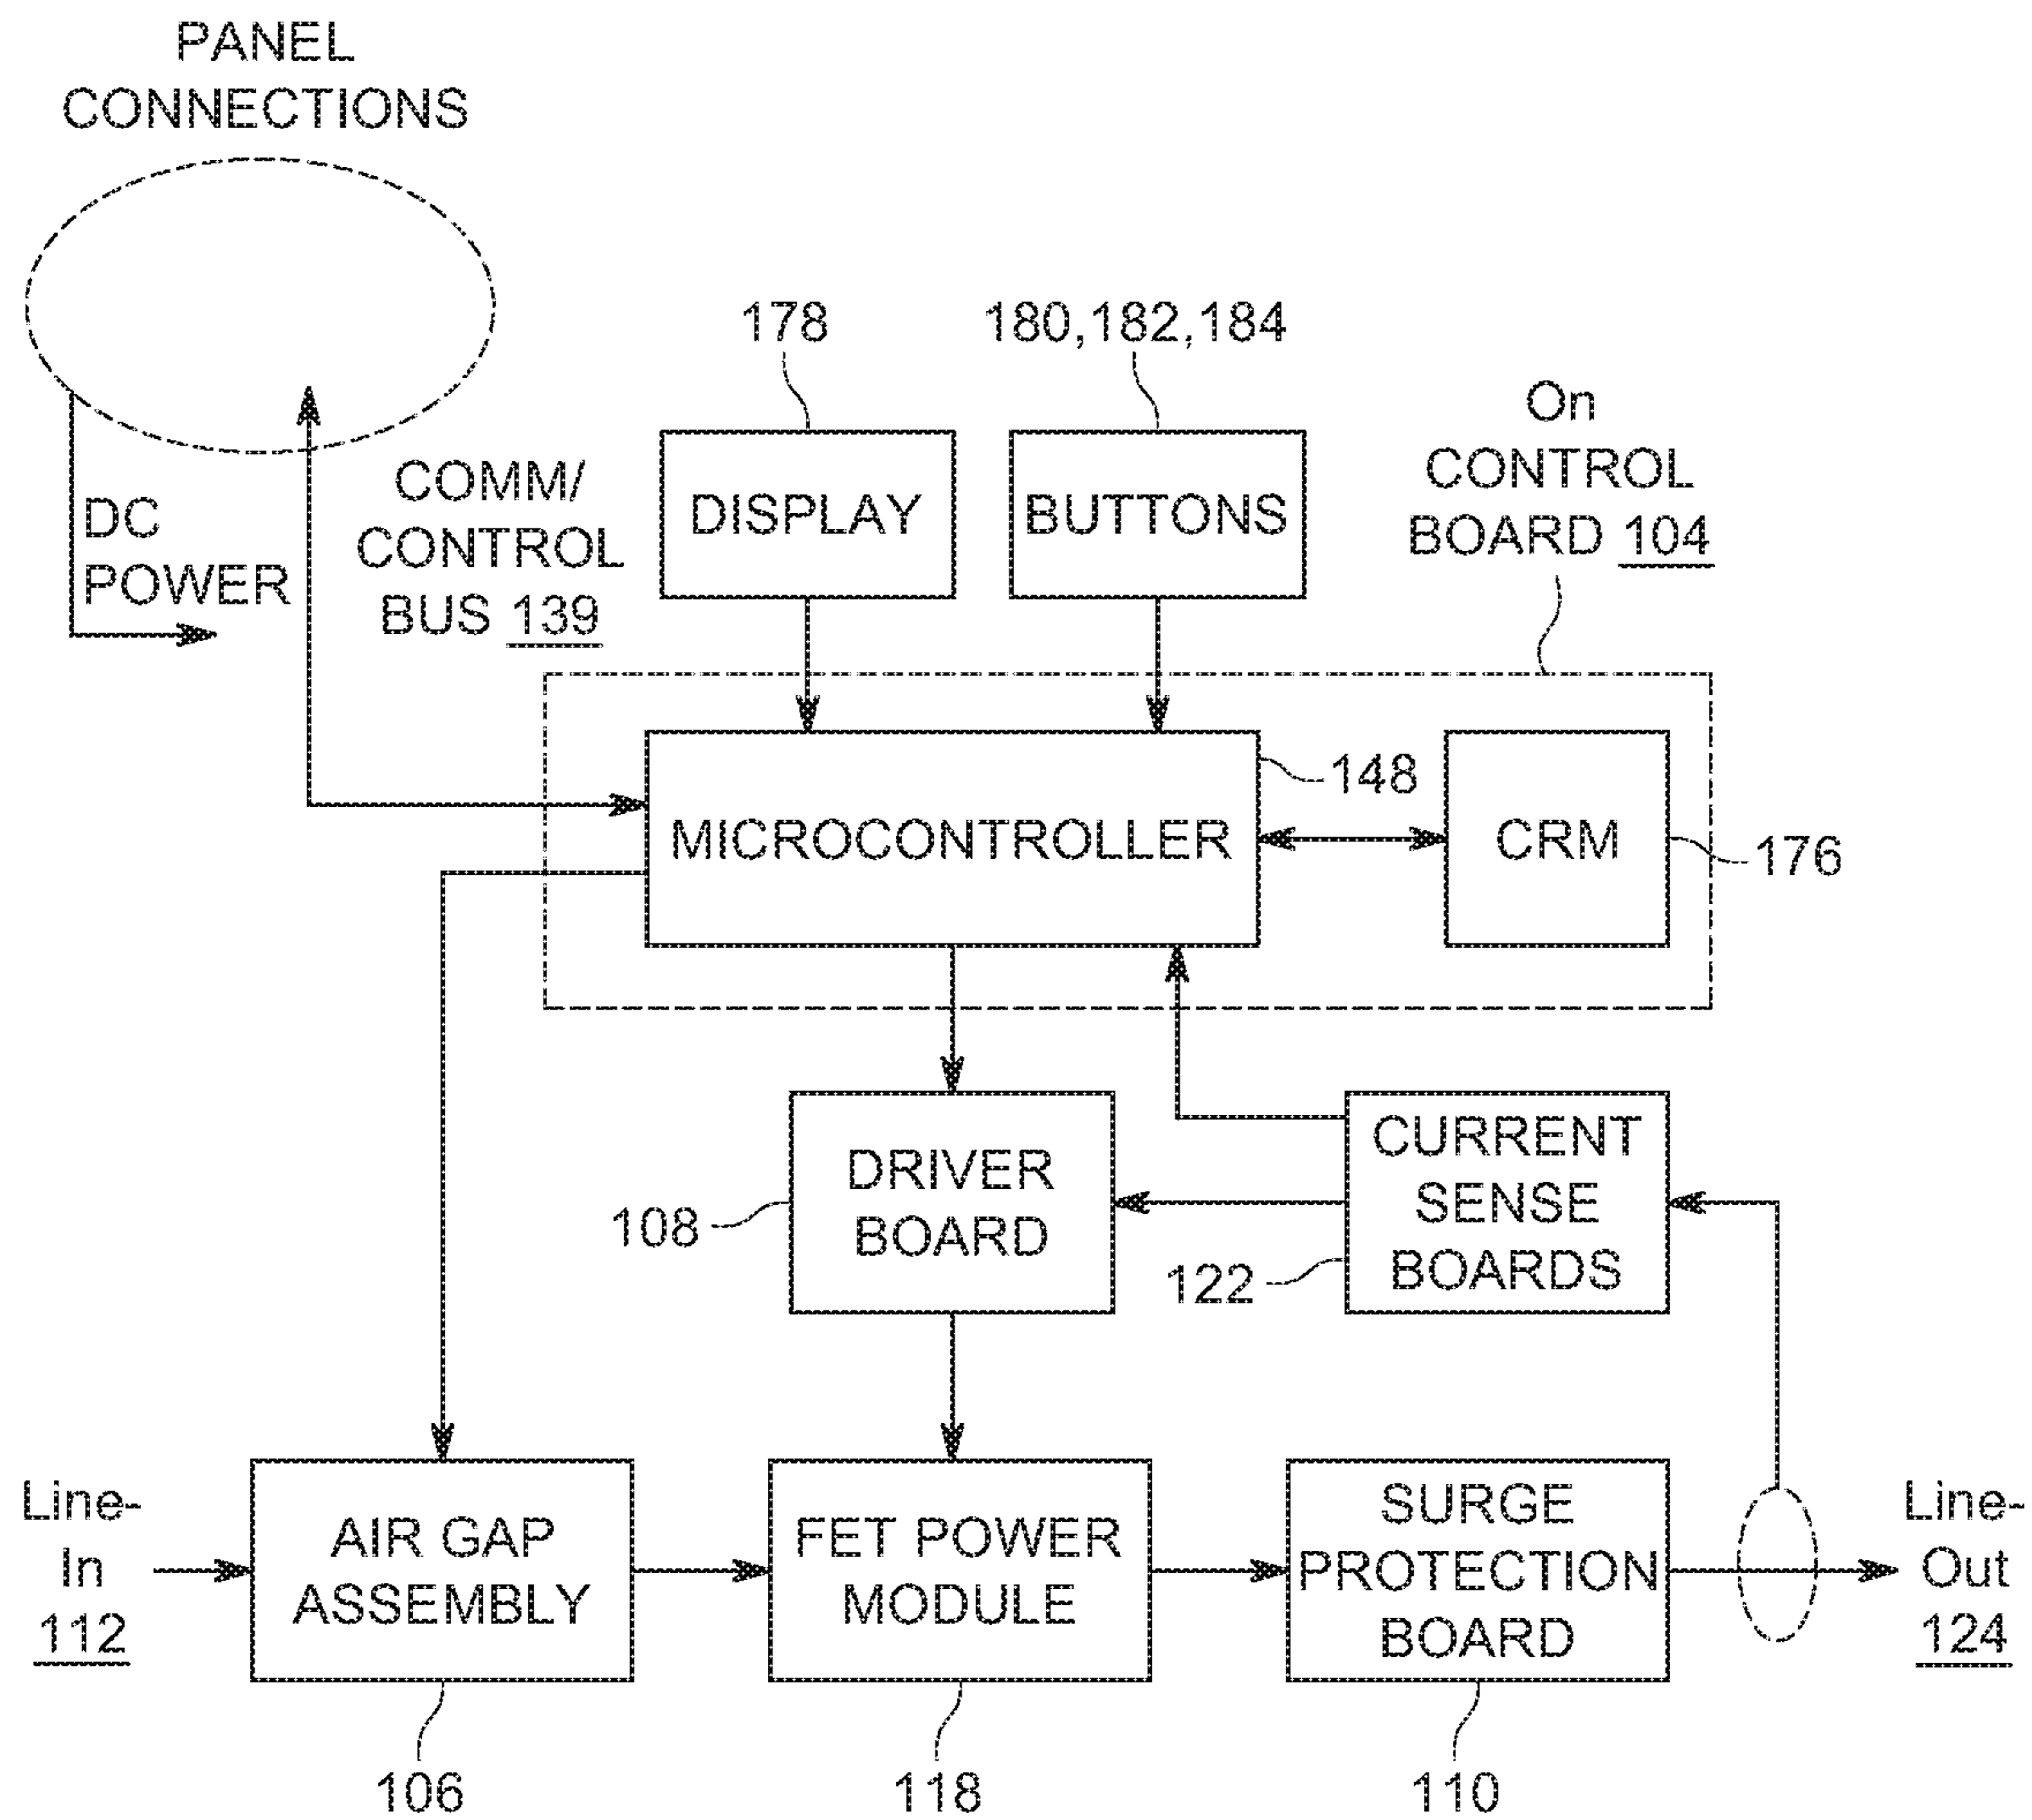 PANEL
CONNECTIONS
178
180,182,184
On
CONTROL
BOARD 104
DC
POWER
COMM/
CONTROL
BUS 139
DISPLAY
BUTTONS
148
MICROCONTROLLER
CRM
176
DRIVER
BOARD
108
CURRENT
SENSE
BOARDS
122
Line-
In
112
AIR GAP
ASSEMBLY
FET POWER
MODULE
SURGE
PROTECTION
BOARD
Line-
Out
124
106
118
110